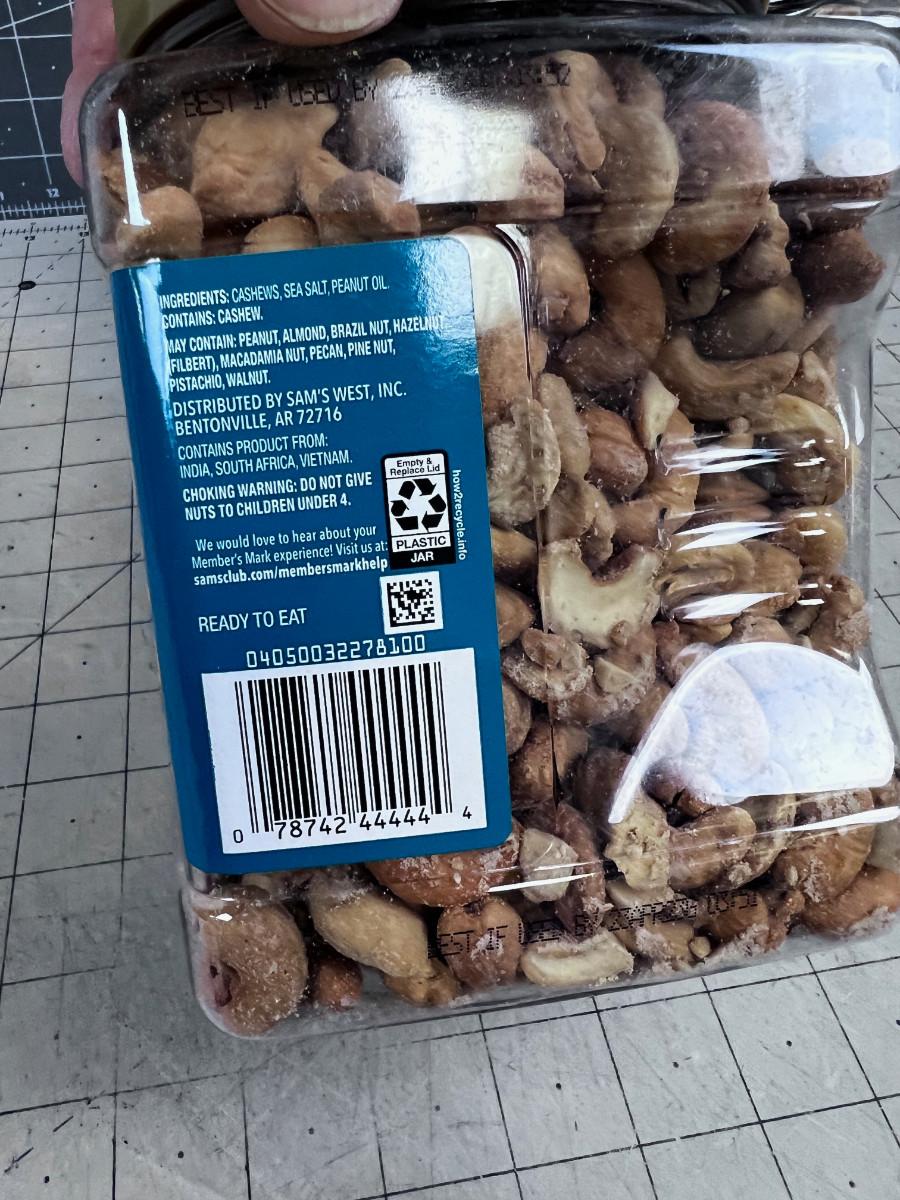 BEST IF USED BY
INGREDIENTS: CASHEWS, SEA SALT, PEANUT OIL.
CONTAINS: CASHEW.
MAY CONTAIN: PEANUT, ALMOND, BRAZIL NUT, HAZELNUT
(FILBERT), MACADAMIA NUT, PECAN, PINE NUT,
PISTACHIO, WALNUT.
DISTRIBUTED BY SAM'S WEST, INC.
BENTONVILLE, AR 72716
CONTAINS PRODUCT FROM:
INDIA, SOUTH AFRICA, VIETNAM.
CHOKING WARNING: DO NOT GIVE
NUTS TO CHILDREN UNDER 4.
Empty &
Replace Lid
PLASTIC
JAR
how2recycle.info
We would love to hear about your
Member's Mark experience! Visit us at:
samsclub.com/membersmarkhelp
READY TO EAT
04050032278100
0 78742 44444 4
BEST IF USED BY 23APR26
12